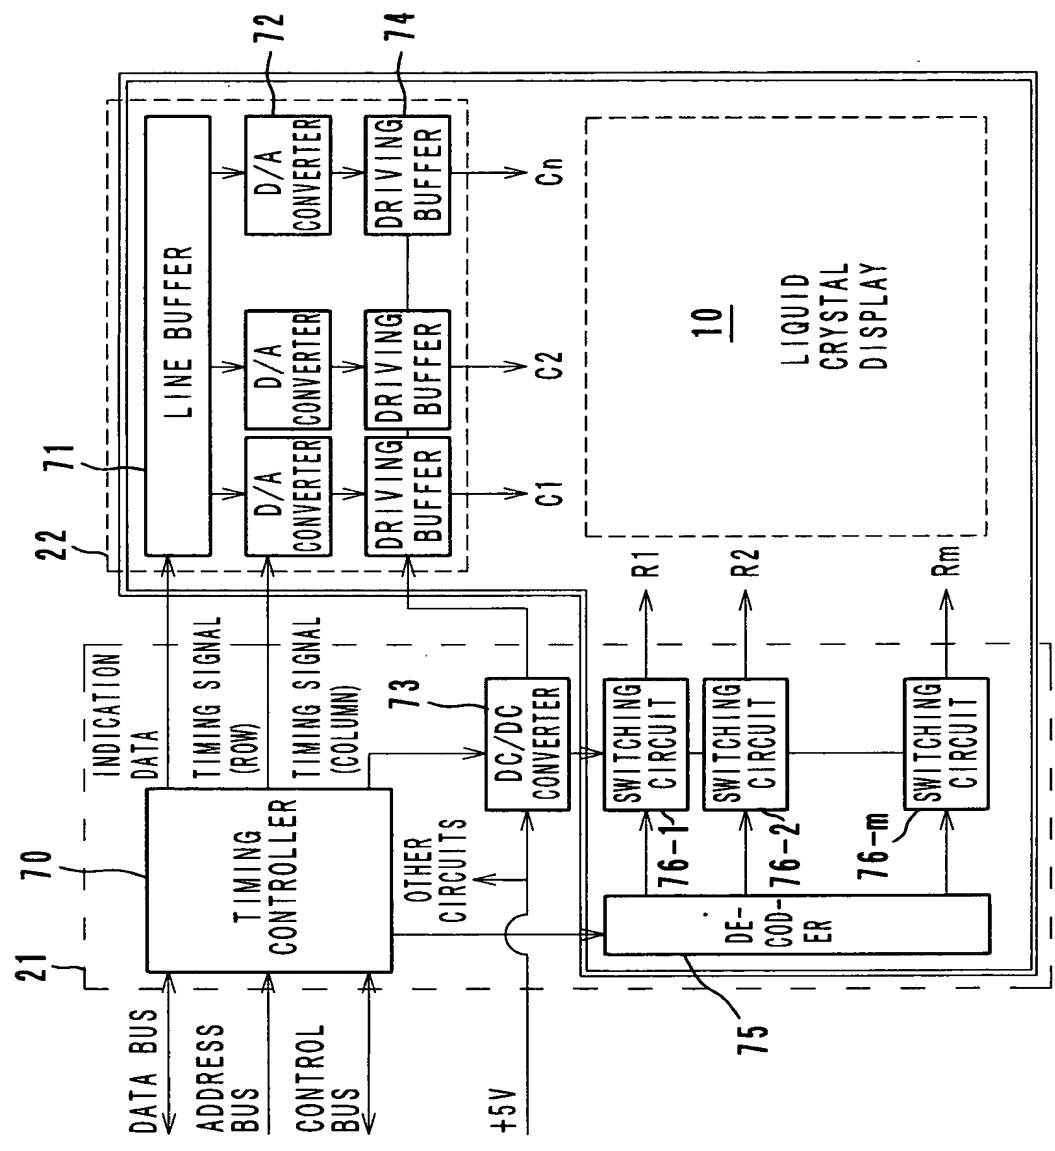 72
74
71
22
LINE BUFFER
D/A
CONVERTER
D/A
CONVERTER
D/A
CONVERTER
DRIVING
BUFFER
DRIVING
BUFFER
DRIVING
BUFFER
C1
C2
Cn
10
LIQUID
CRYSTAL
DISPLAY
INDICATION
DATA
TIMING SIGNAL
(ROW)
TIMING SIGNAL
(COLUMN)
21
70
TIMING
CONTROLLER
73
DC/DC
CONVERTER
OTHER
CIRCUITS
SWITCHING
CIRCUIT
SWITCHING
CIRCUIT
SWITCHING
CIRCUIT
R1
R2
Rm
76-1
76-2
76-m
DE-
COD-
ER
75
DATA BUS
ADDRESS
BUS
CONTROL
BUS
+5V